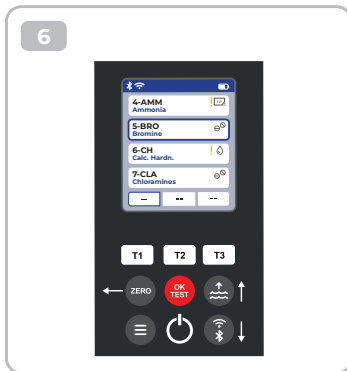 6
4-AMM
Ammonia
5-BRO
Bromine
6-CH
Calc. Hardn.
7-CLA
Chloramines
– -- --
T1 T2 T3
ZERO OK
TEST